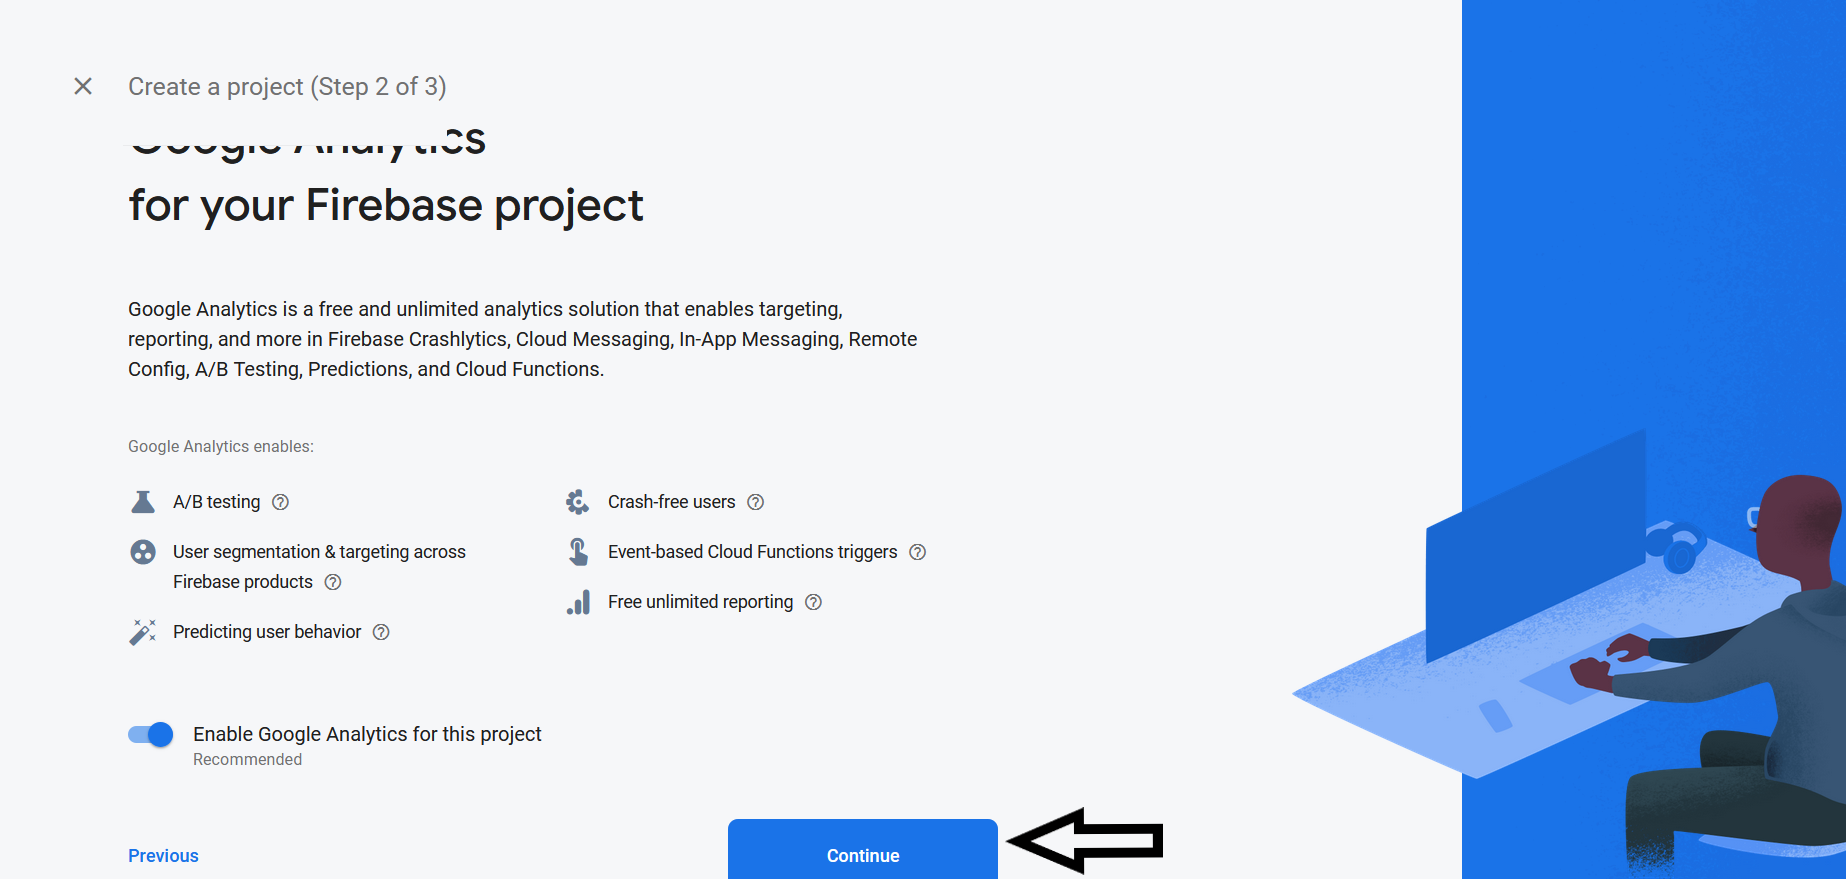 Create a project (Step 2 of 3)
Google Analytics
for your Firebase project
Google Analytics is a free and unlimited analytics solution that enables targeting,
reporting, and more in Firebase Crashlytics, Cloud Messaging, In-App Messaging, Remote
Config, A/B Testing, Predictions, and Cloud Functions.
Google Analytics enables:
A/B testing
User segmentation & targeting across
Firebase products
Predicting user behavior
Crash-free users
Event-based Cloud Functions triggers
Free unlimited reporting
Enable Google Analytics for this project
Recommended
Previous
Continue